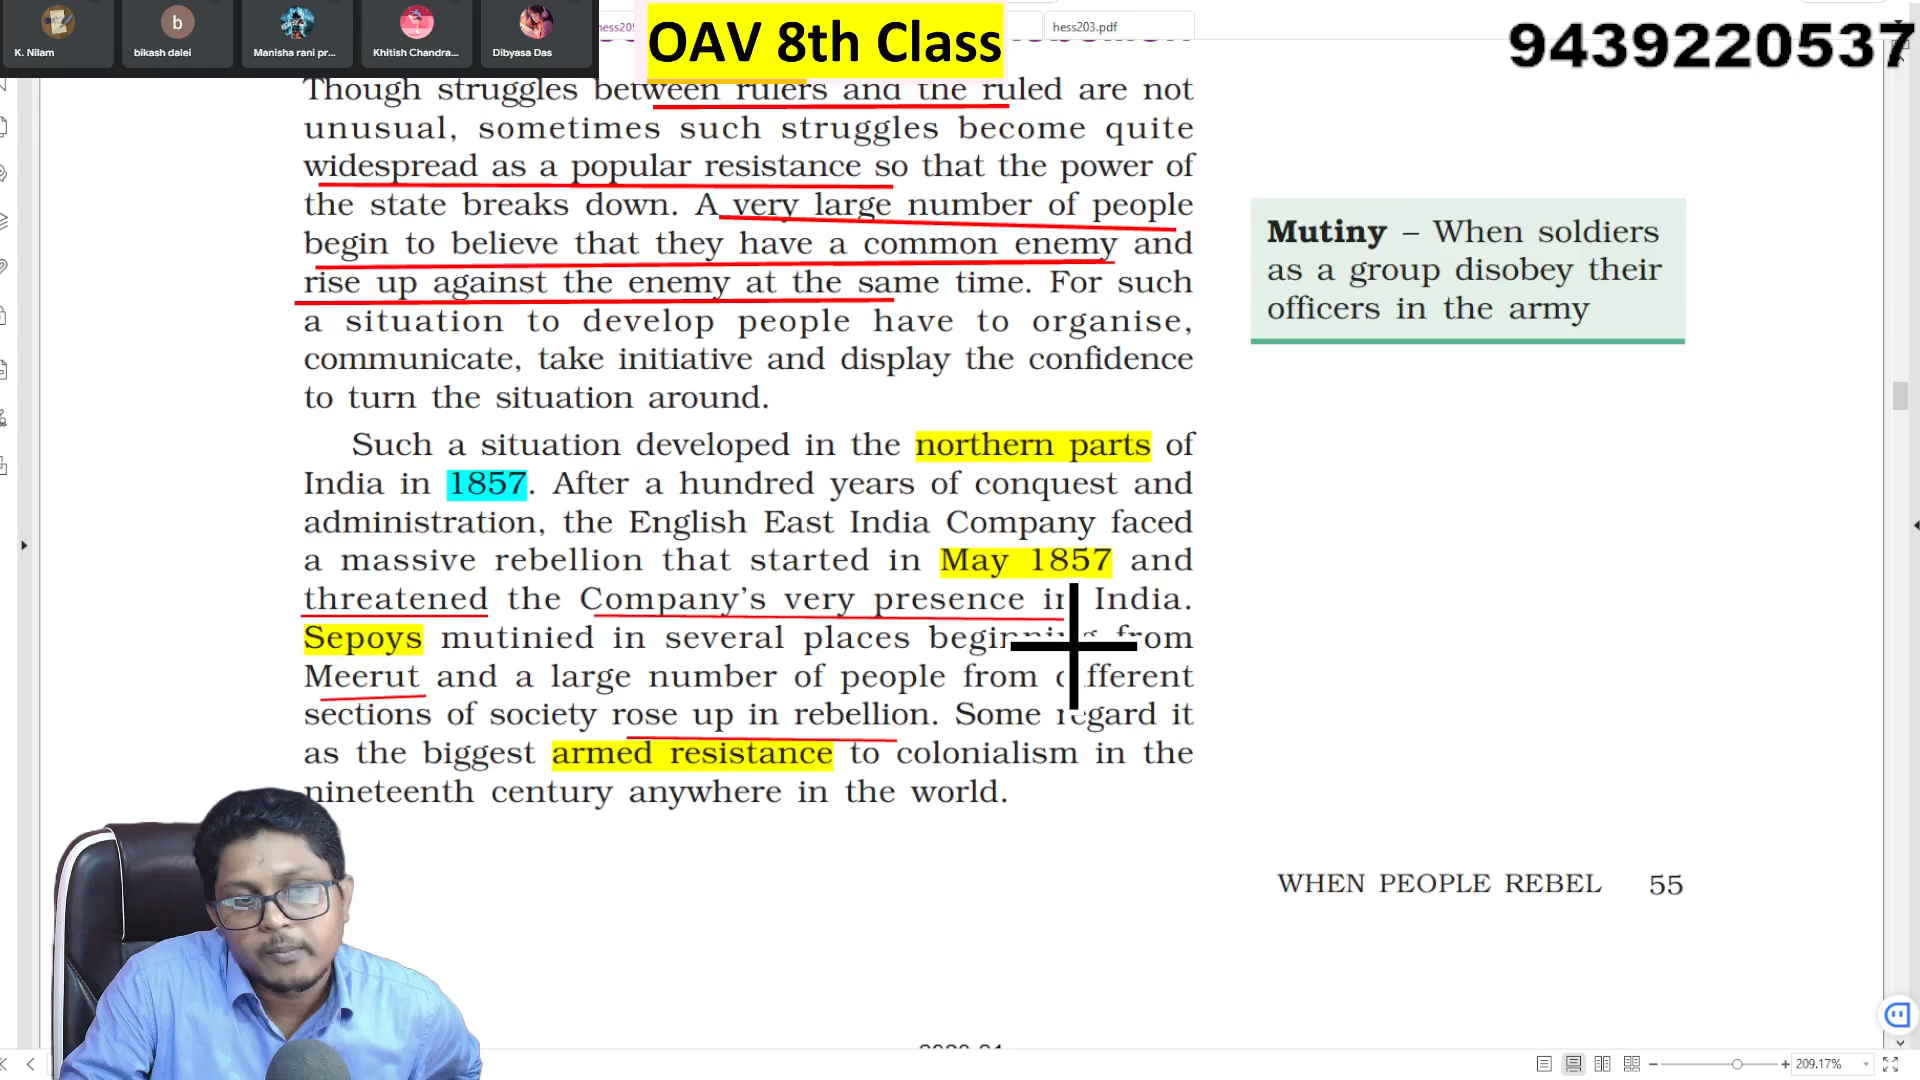 K. Nilam
bikash dalei
Manisha rani pr...
Khitish Chandra...
Dibyasa Das
hess203.pdf
OAV 8th Class
9439220537
Though struggles between rulers and the ruled are not
unusual, sometimes such struggles become quite
widespread as a popular resistance so that the power of
the state breaks down. A very large number of people
begin to believe that they have a common enemy and
rise up against the enemy at the same time. For such
a situation to develop people have to organise,
communicate, take initiative and display the confidence
to turn the situation around.
Such a situation developed in the northern parts of
India in 1857. After a hundred years of conquest and
administration, the English East India Company faced
a massive rebellion that started in May 1857 and
threatened the Company's very presence in India.
Sepoys mutinied in several places beginning from
Meerut and a large number of people from different
sections of society rose up in rebellion. Some regard it
as the biggest armed resistance to colonialism in the
nineteenth century anywhere in the world.
Mutiny – When soldiers
as a group disobey their
officers in the army
WHEN PEOPLE REBEL 55
209.17%